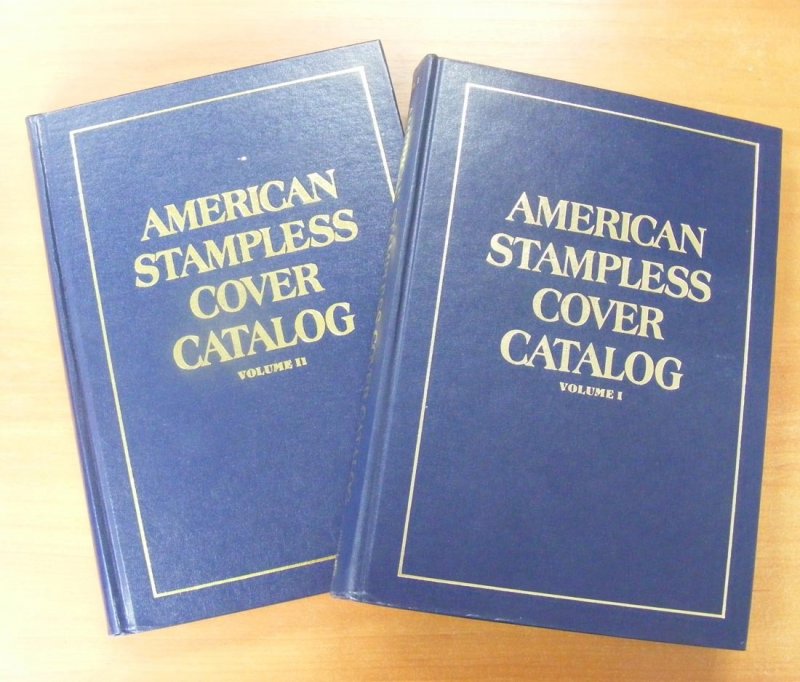 AMERICAN
STAMPLESS
COVER
CATALOG
VOLUME II
AMERICAN
STAMPLESS
COVER
CATALOG
VOLUME I